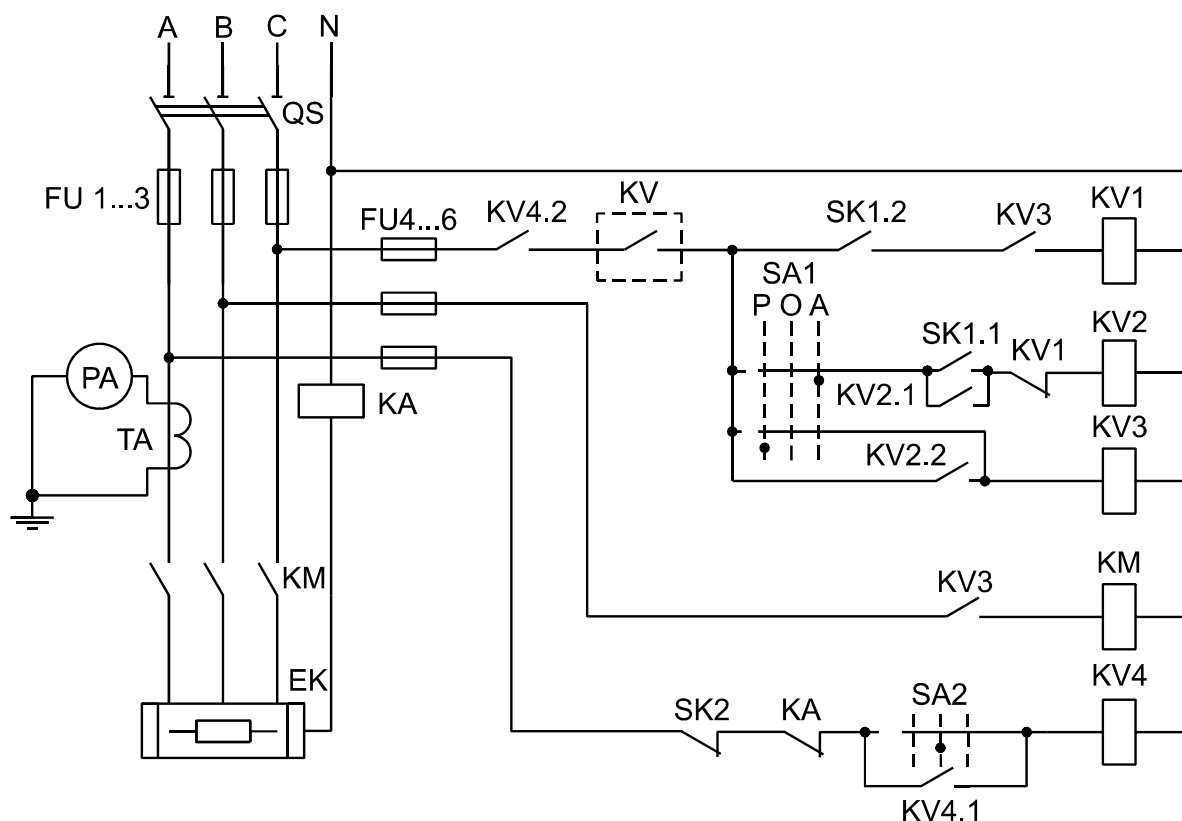 A B C N
QS
FU 1...3
KV
KV1
FU4...6
KV4.2
SK1.2
KV3
SA1
P O A
SK1.1
KV2
KV1
PA
KA
KV2.1
TA
KV3
KV2.2
KM
KV3
KM
EK
KV4
SK2
KA
SA2
KV4.1